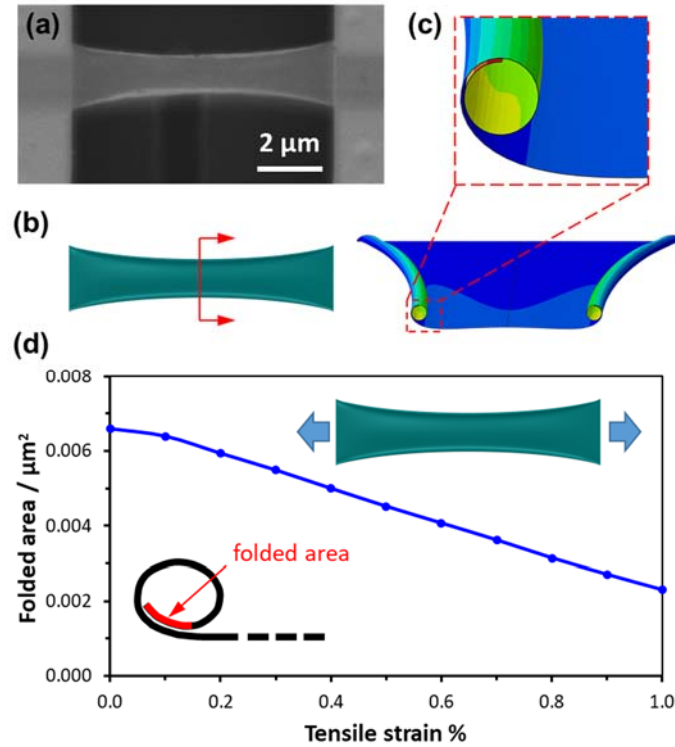 (a)
2 μm
(c)
(b)
(d)
0.008
0.006
0.004
0.002
0.000
Folded area / μm²
folded area
0.0
0.2
0.4
0.6
0.8
1.0
Tensile strain %